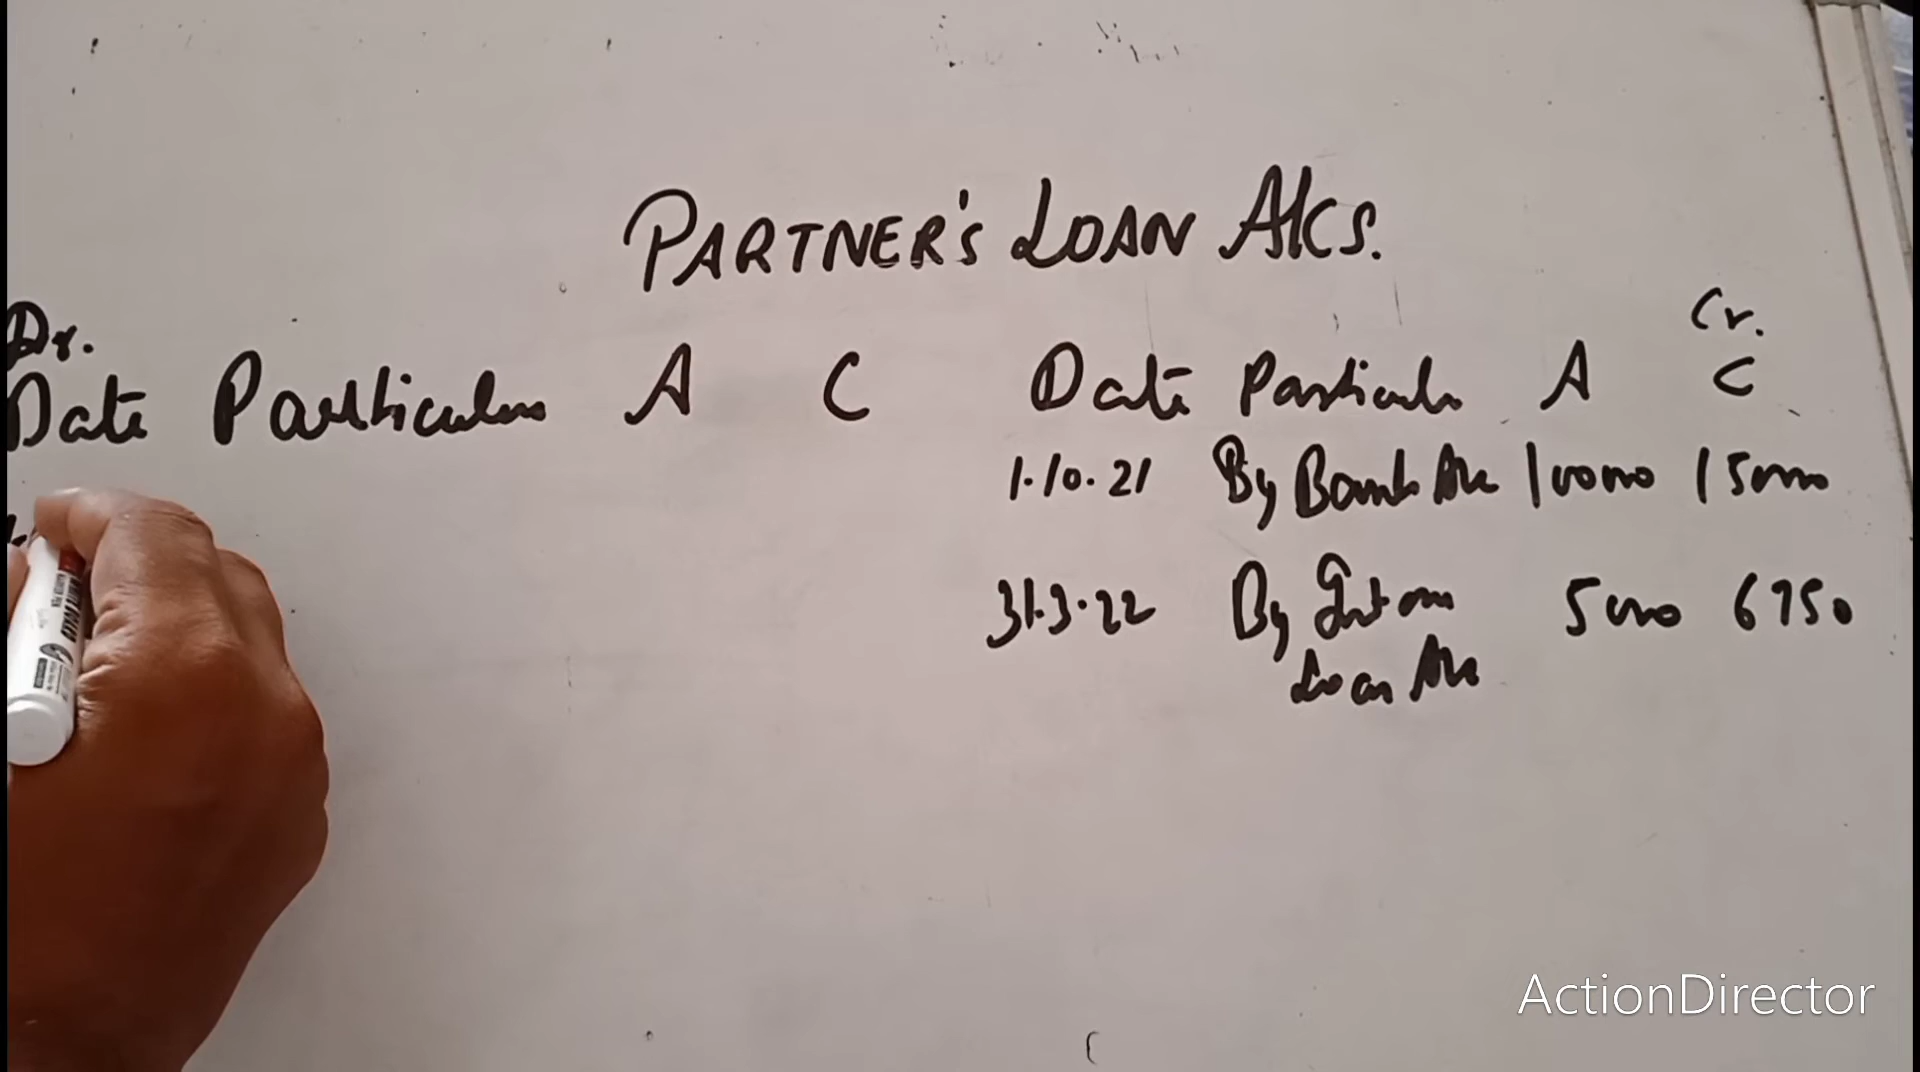 PARTNER'S LOAN A/CS.
Dr.
Cr.
Date Particulars A C Date Particulars A C
1.10.21 By Bank A/c 100000 150000
31.3.22 By Int on 5000 6750
Loan A/c
ActionDirector